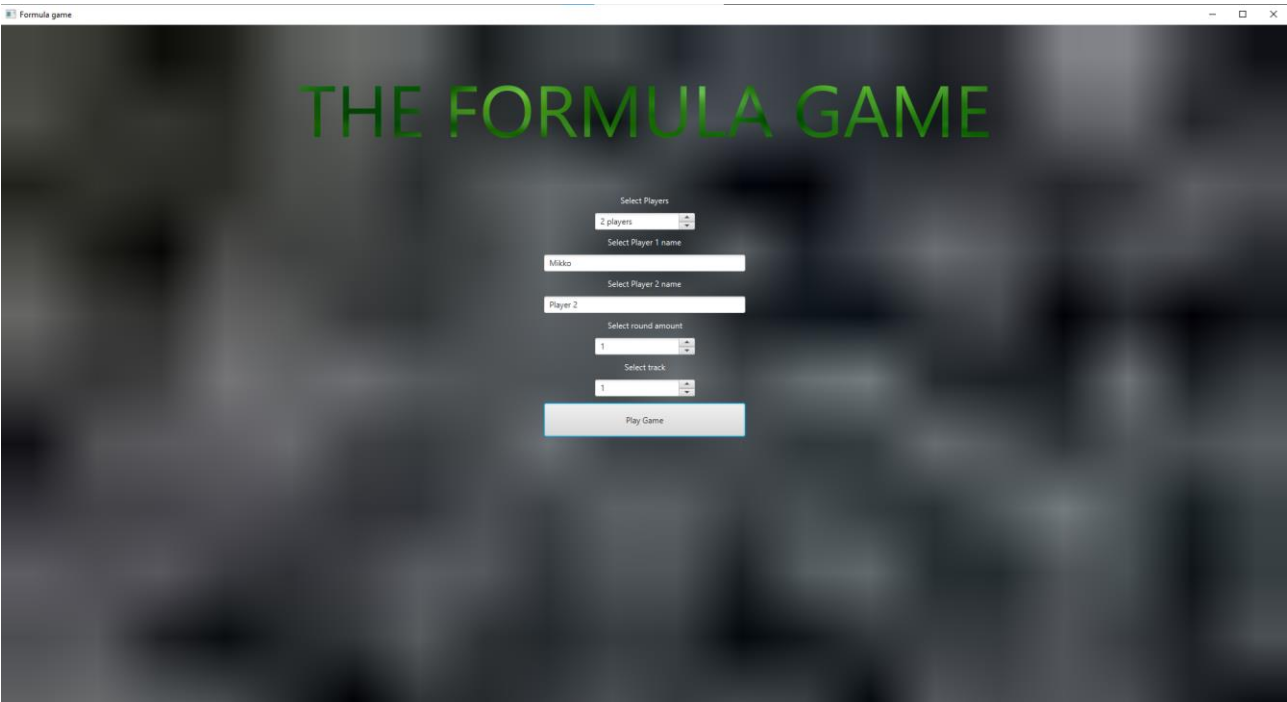 Formula game
THE FORMULA GAME
Select Players
2 players
Select Player 1 name
Mikko
Select Player 2 name
Player 2
Select round amount
1
Select track
1
Play Game